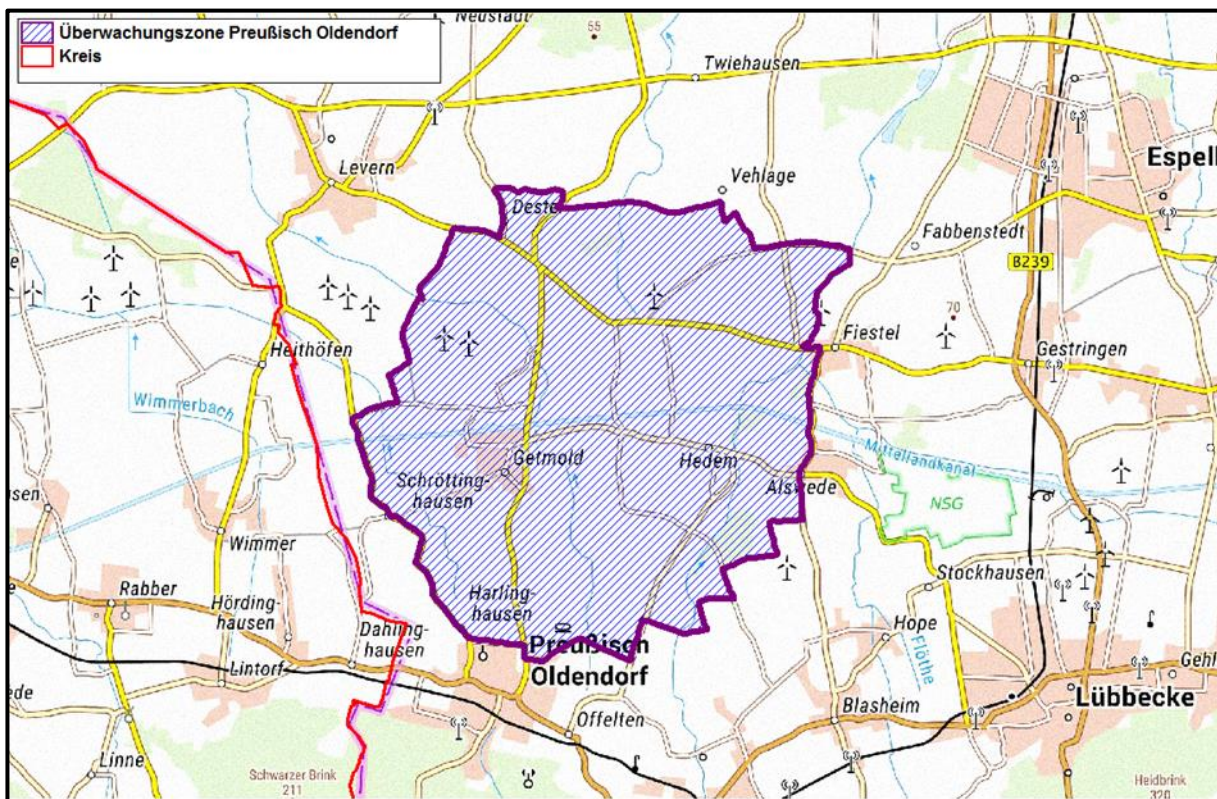 Überwachungszone Preußisch Oldendorf
Kreis
Neustadt
55
Twiehausen
Levern
Vehlage
Espell
Deste
Fabbenstedt
B239
70
Fiestel
Gestringen
Heithöfen
Wimmerbach
Mittellandkanal
Getmold
Hedem
Schrötting-
hausen
Alswede
NSG
Wimmer
Rabber
Hörding-
hausen
Harling-
hausen
Stockhausen
Dahling-
hausen
Preußisch
Oldendorf
Hope
Flöthe
Lintorf
Lübbecke
Offelten
Blasheim
Linne
Schwarzer Brink
211
Heidbrink
320